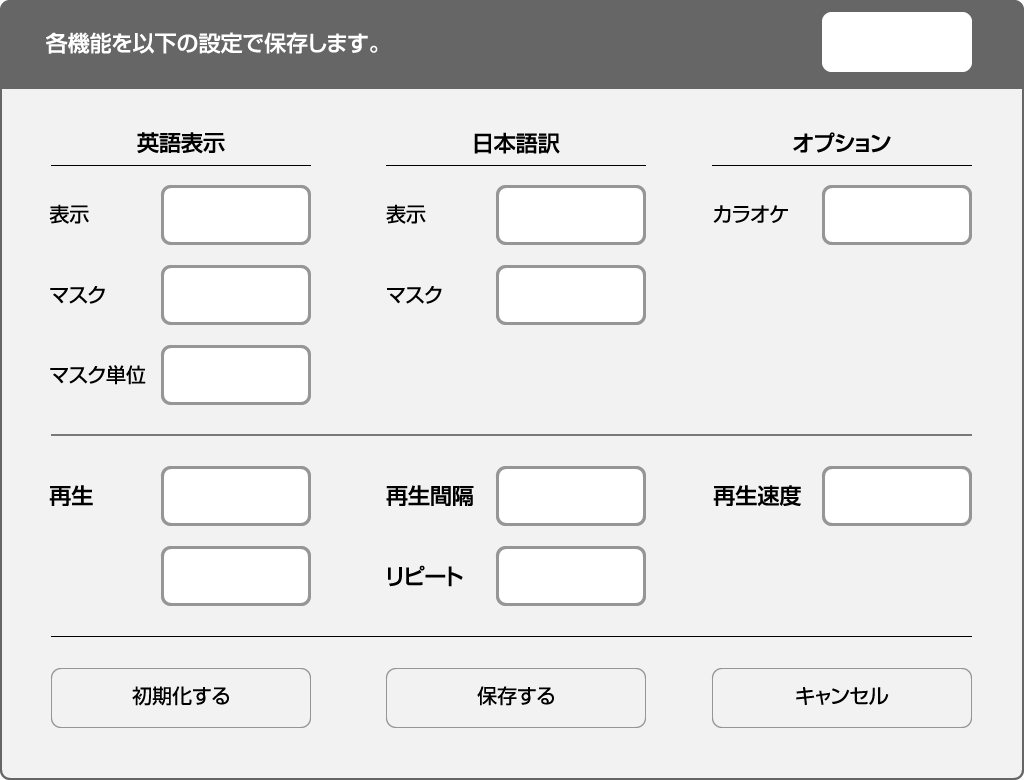 各機能を以下の設定で保存します。
英語表示
日本語訳
オプション
表示
表示
カラオケ
マスク
マスク
マスク単位
再生
再生間隔
再生速度
リピート
初期化する
保存する
キャンセル